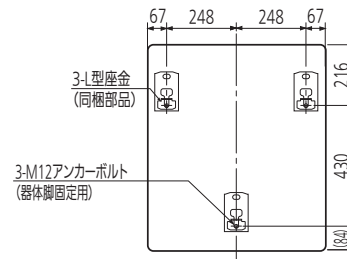 67 248 248 67
216
3-L型座金
(同梱部品)
430
3-M12アンカーボルト
(器体脚固定用)
(84)